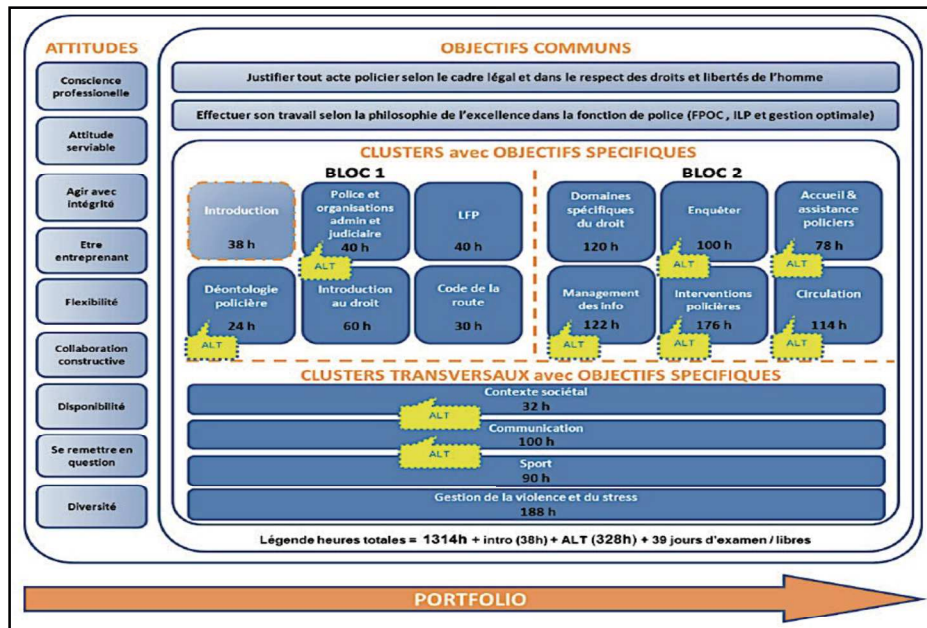 ATTITUDES
Conscience
professionelle
Attitude
serviable
Agir avec
intégrité
Etre
entreprenant
Flexibilité
Collaboration
constructive
Disponibilité
Se remettre en
question
Diversité
OBJECTIFS COMMUNS
Justifier tout acte policier selon le cadre légal et dans le respect des droits et libertés de l'homme
Effectuer son travail selon la philosophie de l'excellence dans la fonction de police (FPOC , ILP et gestion optimale)
CLUSTERS avec OBJECTIFS SPECIFIQUES
BLOC 1
Introduction
38 h
Police et
organisations
admin et
judiciaire
40 h
ALT
LFP
40 h
Déontologie
policière
24 h
ALT
Introduction
au droit
60 h
Code de la
route
30 h
BLOC 2
Domaines
spécifiques
du droit
120 h
Enquêter
100 h
ALT
Accueil &
assistance
policiers
78 h
ALT
Management
des info
122 h
ALT
Interventions
policières
176 h
ALT
Circulation
114 h
ALT
CLUSTERS TRANSVERSAUX avec OBJECTIFS SPECIFIQUES
Contexte sociétal
32 h
ALT
Communication
100 h
ALT
Sport
90 h
Gestion de la violence et du stress
188 h
Légende heures totales = 1314h + intro (38h) + ALT (328h) + 39 jours d'examen / libres
PORTFOLIO